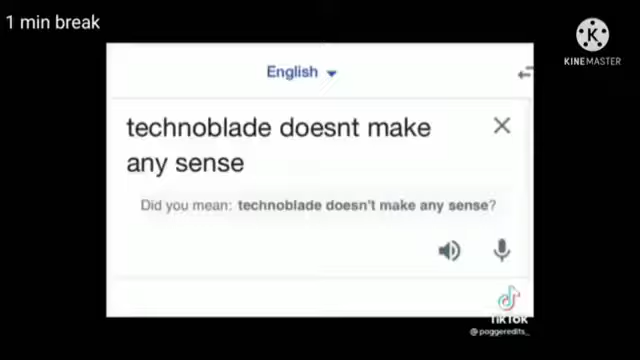 1 min break
KINEMASTER
English
technoblade doesnt make
any sense
Did you mean: technoblade doesn't make any sense?
TikTok
@poggeredits_